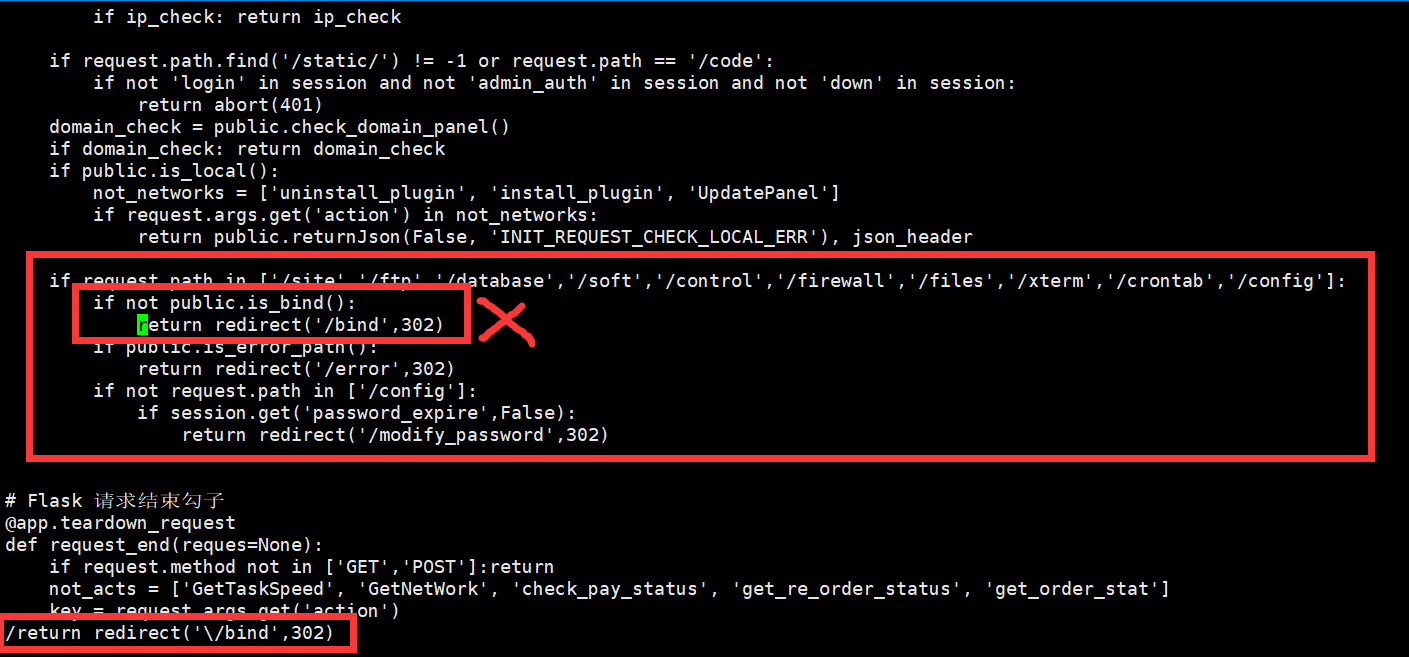 if ip_check: return ip_check
    if request.path.find('/static/') != -1 or request.path == '/code':
        if not 'login' in session and not 'admin_auth' in session and not 'down' in session:
            return abort(401)
    domain_check = public.check_domain_panel()
    if domain_check: return domain_check
    if public.is_local():
        not_networks = ['uninstall_plugin', 'install_plugin', 'UpdatePanel']
        if request.args.get('action') in not_networks:
            return public.returnJson(False, 'INIT_REQUEST_CHECK_LOCAL_ERR'), json_header
    if request.path in ['/site','/ftp','/database','/soft','/control','/firewall','/files','/xterm','/crontab','/config']:
        if not public.is_bind():
            return redirect('/bind',302)
        if public.is_error_path():
            return redirect('/error',302)
        if not request.path in ['/config']:
            if session.get('password_expire',False):
                return redirect('/modify_password',302)
# Flask 请求结束勾子
@app.teardown_request
def request_end(reques=None):
    if request.method not in ['GET','POST']:return
    not_acts = ['GetTaskSpeed', 'GetNetWork', 'check_pay_status', 'get_re_order_status', 'get_order_stat']
    key = request.args.get('action')
/return redirect('\/bind',302)